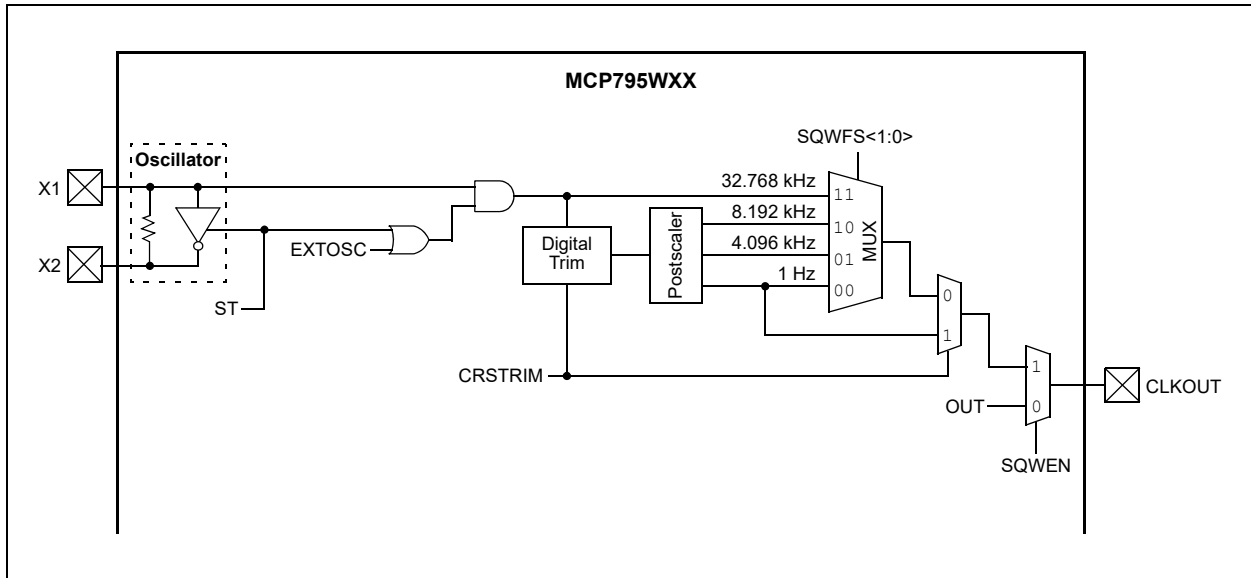 MCP795WXX
SQWFS<1:0>
Oscillator
X1
X2
ST
EXTOSC
Digital
Trim
Postscaler
32.768 kHz
8.192 kHz
4.096 kHz
1 Hz
11
10
01
00
MUX
0
1
CRSTRIM
1
0
OUT
SQWEN
CLKOUT